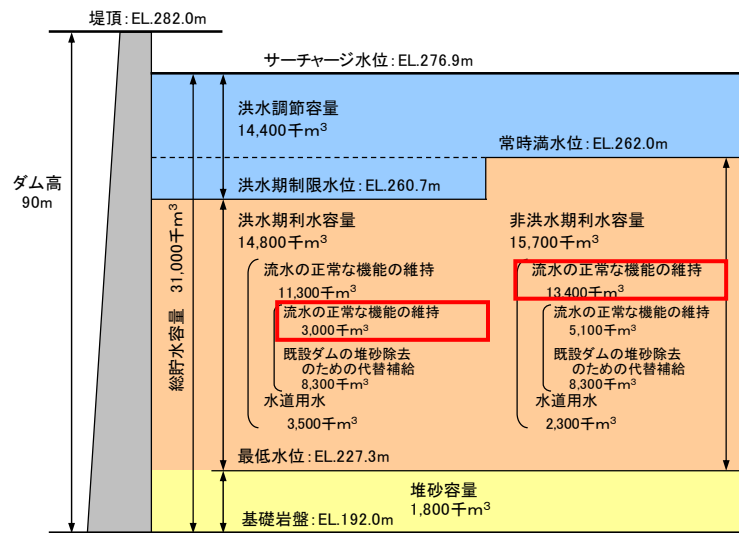 堤頂:EL.282.0m
サーチャージ水位:EL.276.9m
洪水調節容量
14,400千m³
常時満水位:EL.262.0m
洪水期制限水位:EL.260.7m
ダム高
90m
総貯水容量 31,000千m³
洪水期利水容量
14,800千m³
流水の正常な機能の維持
11,300千m³
流水の正常な機能の維持
3,000千m³
既設ダムの堆砂除去
のための代替補給
8,300千m³
水道用水
3,500千m³
非洪水期利水容量
15,700千m³
流水の正常な機能の維持
13,400千m³
流水の正常な機能の維持
5,100千m³
既設ダムの堆砂除去
のための代替補給
8,300千m³
水道用水
2,300千m³
最低水位:EL.227.3m
堆砂容量
1,800千m³
基礎岩盤:EL.192.0m